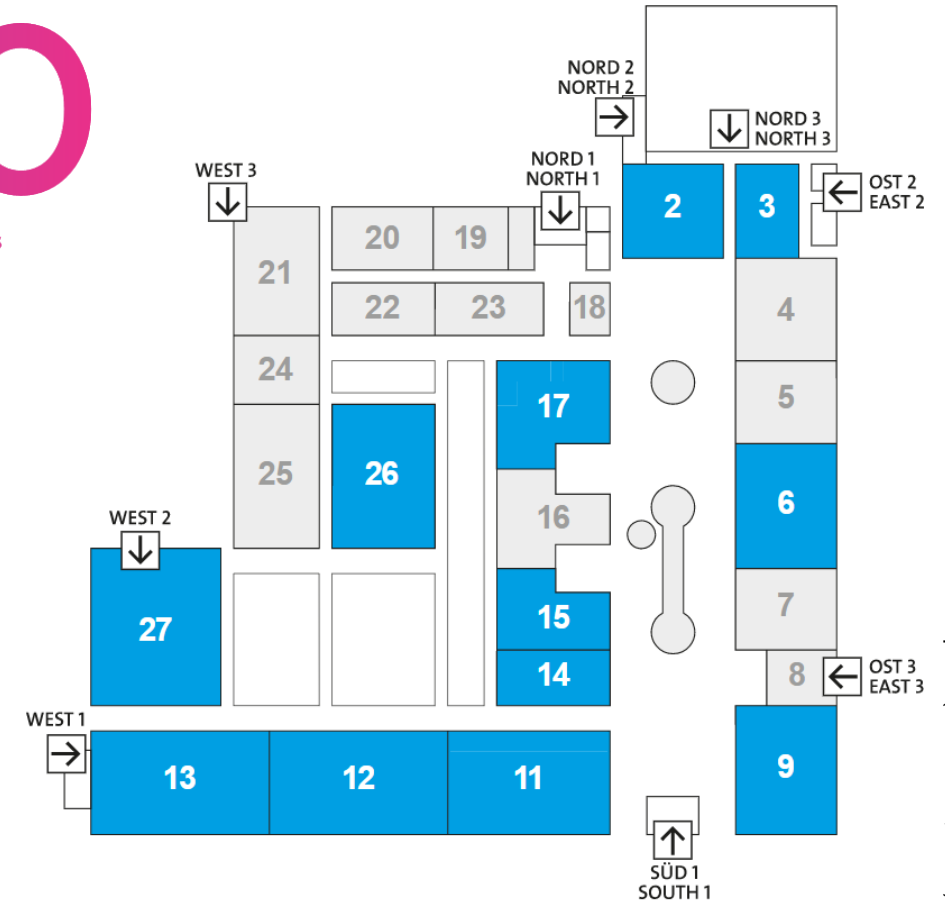 NORD 2
NORTH 2
NORD 3
NORTH 3
WEST 3
NORD 1
NORTH 1
OST 2
EAST 2
2
3
20
19
21
22
23
18
4
24
5
17
25
26
6
16
WEST 2
7
15
27
14
8
OST 3
EAST 3
WEST 1
13
12
11
9
SÜD 1
SOUTH 1